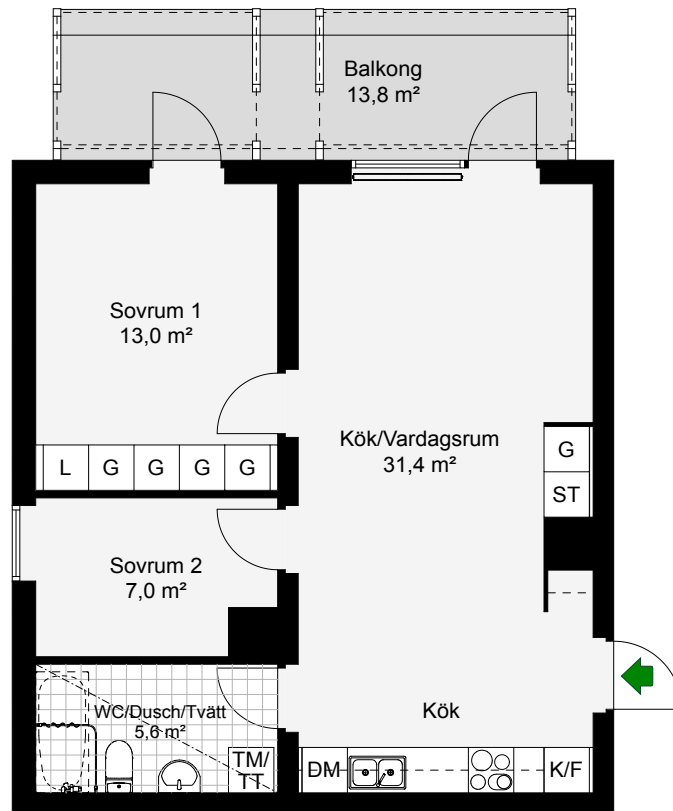 Balkong
13,8 m²
Sovrum 1
13,0 m²
Kök/Vardagsrum
31,4 m²
G
ST
L G G G G
Sovrum 2
7,0 m²
WC/Dusch/Tvätt
5,6 m²
Kök
TM/
TT
DM
K/F